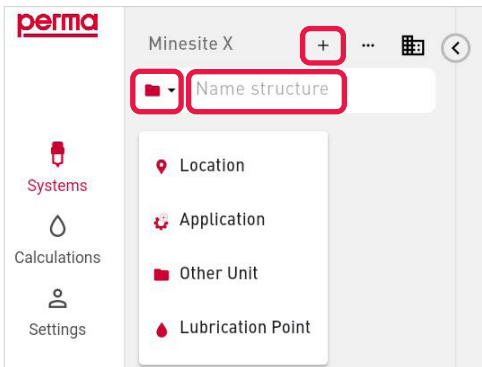 perma
Minesite X
Name structure
Location
Systems
Application
Calculations
Other Unit
Settings
Lubrication Point